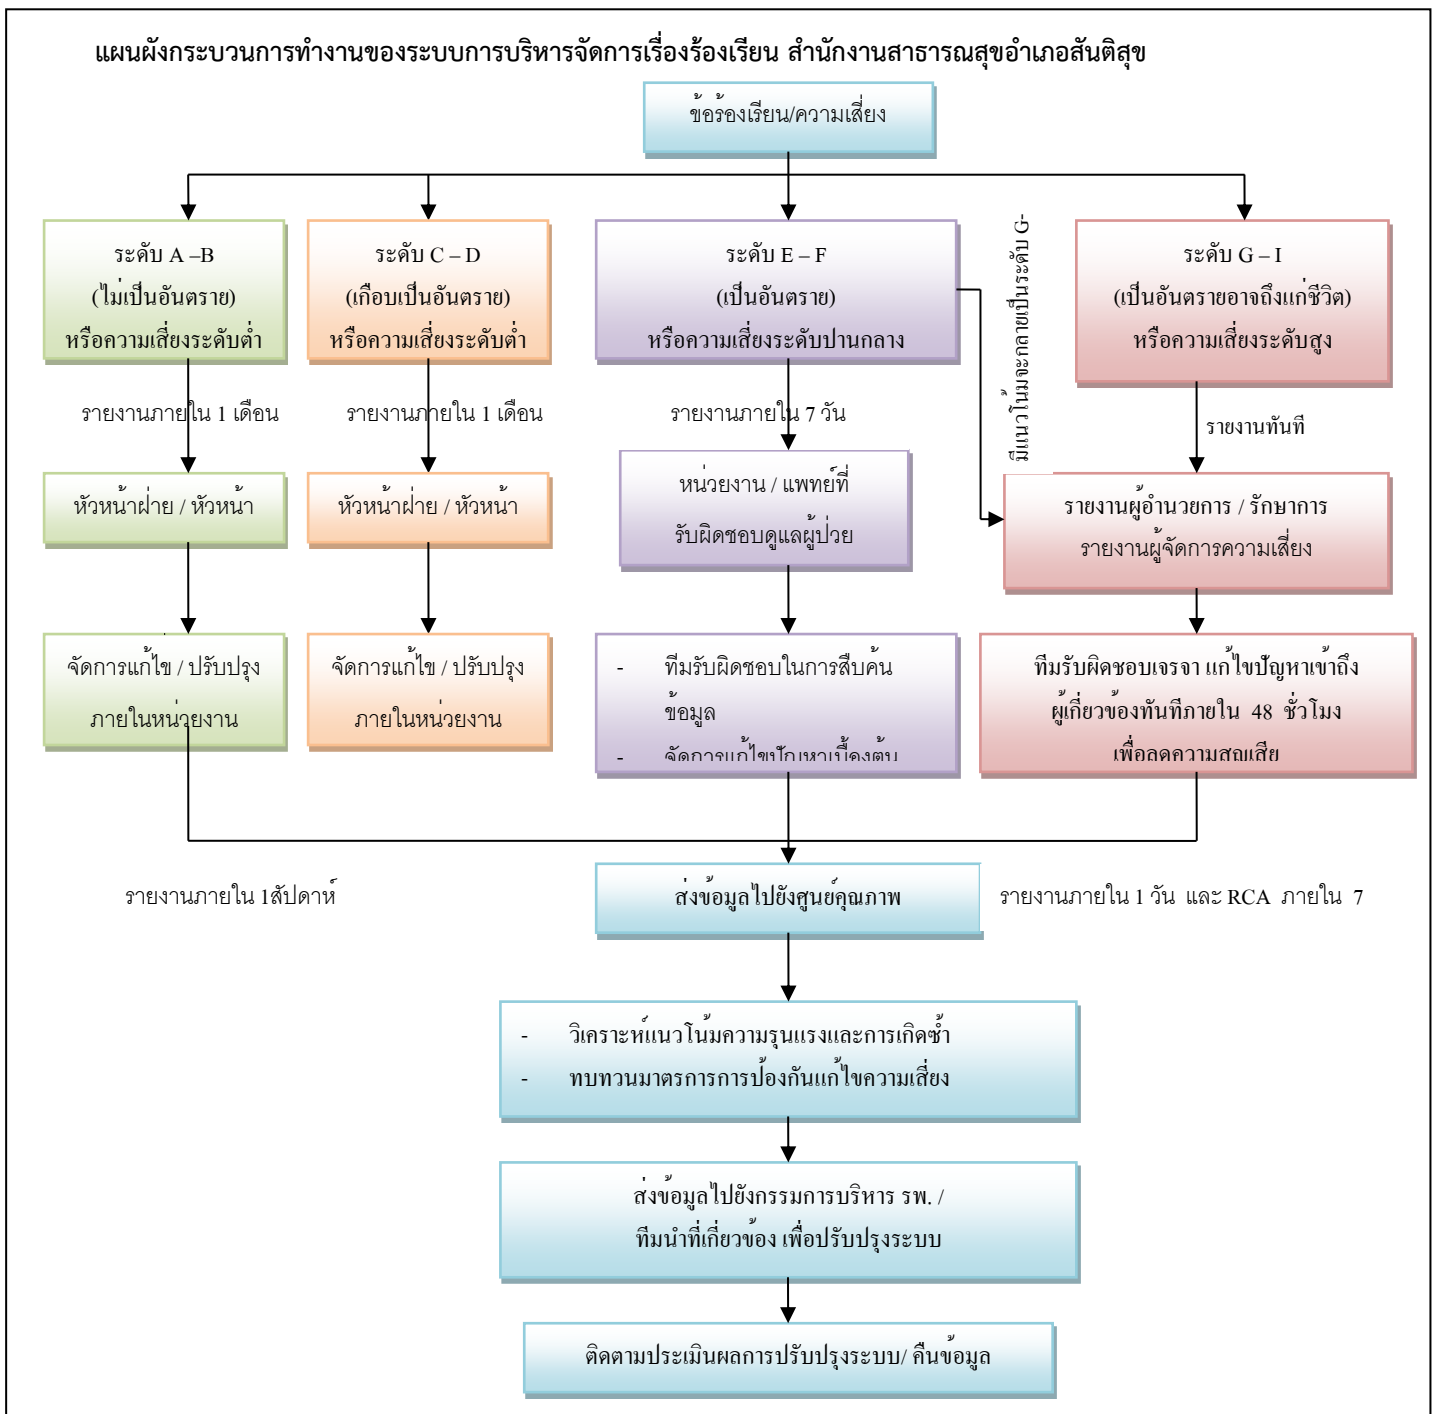 แผนผังกระบวนการทำงานของระบบการบริหารจัดการเรื่องร้องเรียน สำนักงานสาธารณสุขอำเภอสันติสุข
ข้อร้องเรียน/ความเสี่ยง
ระดับ A –B
(ไม่เป็นอันตราย)
หรือความเสี่ยงระดับต่ำ
ระดับ C – D
(เกือบเป็นอันตราย)
หรือความเสี่ยงระดับต่ำ
ระดับ E – F
(เป็นอันตราย)
หรือความเสี่ยงระดับปานกลาง
มีแนวโน้มจะกลายเป็นระดับ G-
ระดับ G – I
(เป็นอันตรายอาจถึงแก่ชีวิต)
หรือความเสี่ยงระดับสูง
รายงานภายใน 1 เดือน
รายงานภายใน 1 เดือน
รายงานภายใน 7 วัน
รายงานทันที
หัวหน้าฝ่าย / หัวหน้า
หัวหน้าฝ่าย / หัวหน้า
หน่วยงาน / แพทย์ที่
รับผิดชอบดูแลผู้ป่วย
รายงานผู้อำนวยการ / รักษาการ
รายงานผู้จัดการความเสี่ยง
จัดการแก้ไข / ปรับปรุง
ภายในหน่วยงาน
จัดการแก้ไข / ปรับปรุง
ภายในหน่วยงาน
- ทีมรับผิดชอบในการสืบค้น
ข้อมูล
- จัดการแก้ไขปัญหาเบื้องต้น
ทีมรับผิดชอบเจรจา แก้ไขปัญหาเข้าถึง
ผู้เกี่ยวข้องทันทีภายใน 48 ชั่วโมง
เพื่อลดความสูญเสีย
รายงานภายใน 1สัปดาห์
ส่งข้อมูลไปยังศูนย์คุณภาพ
รายงานภายใน 1 วัน และ RCA ภายใน 7
- วิเคราะห์แนวโน้มความรุนแรงและการเกิดซ้ำ
- ทบทวนมาตรการการป้องกันแก้ไขความเสี่ยง
ส่งข้อมูลไปยังกรรมการบริหาร รพ. /
ทีมนำที่เกี่ยวข้อง เพื่อปรับปรุงระบบ
ติดตามประเมินผลการปรับปรุงระบบ/ คืนข้อมูล